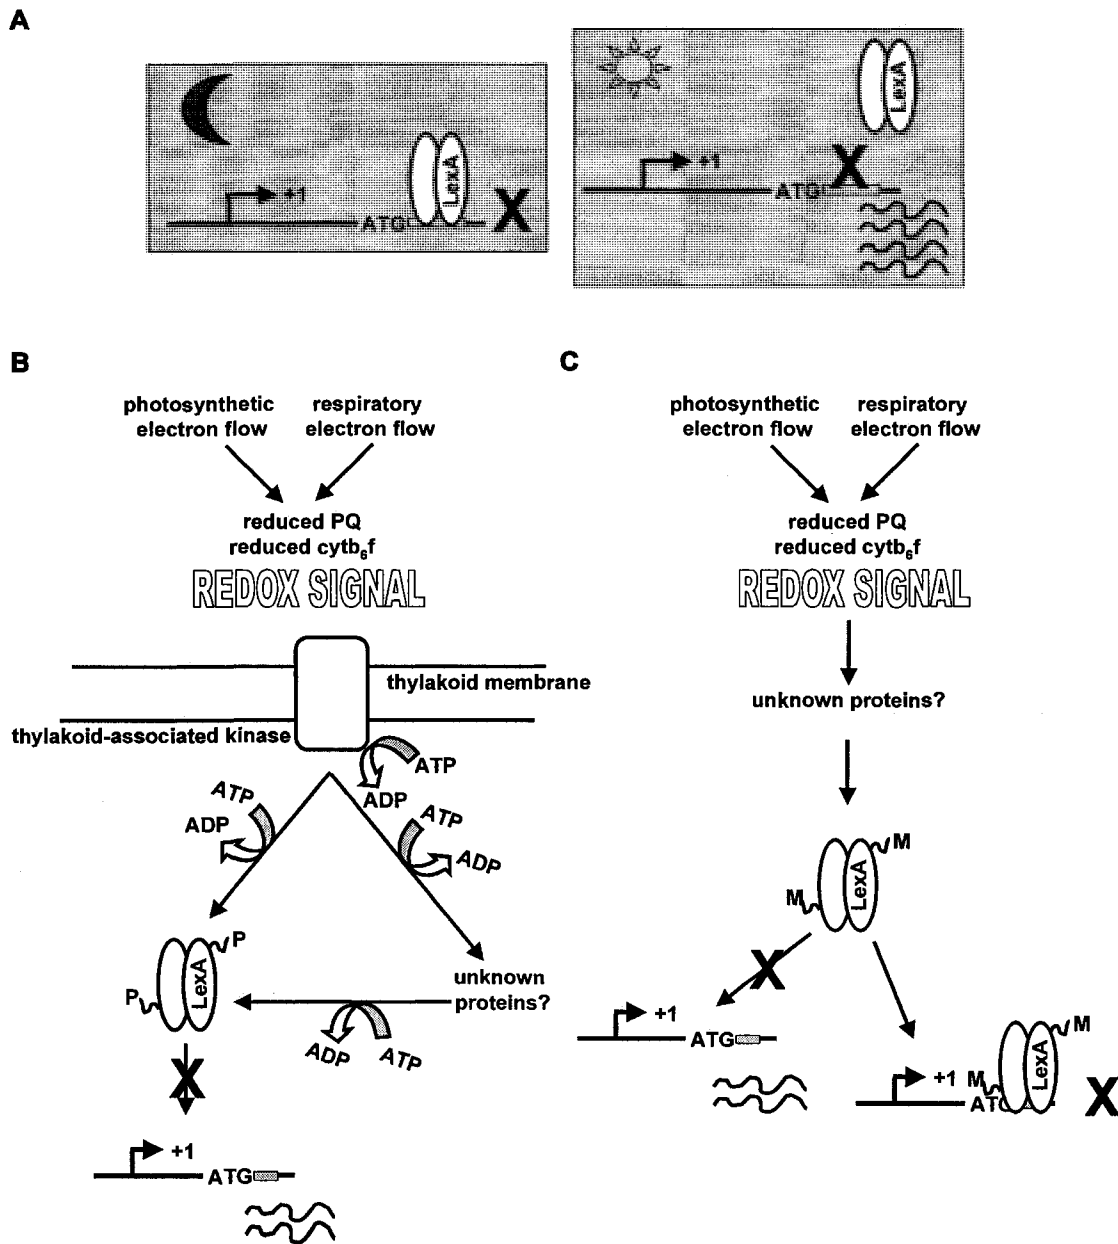 A
+1
ATG
LexA
X
+1
ATG
X
LexA
B
photosynthetic
electron flow
respiratory
electron flow
reduced PQ
reduced cytb₆f
REDOX SIGNAL
thylakoid membrane
thylakoid-associated kinase
ATP
ADP
ATP
ADP
ATP
ADP
P
LexA
P
unknown
proteins?
ADP
ATP
X
+1
ATG
C
photosynthetic
electron flow
respiratory
electron flow
reduced PQ
reduced cytb₆f
REDOX SIGNAL
unknown proteins?
M
LexA
M
X
+1
ATG
M
LexA
+1
M
ATG
X